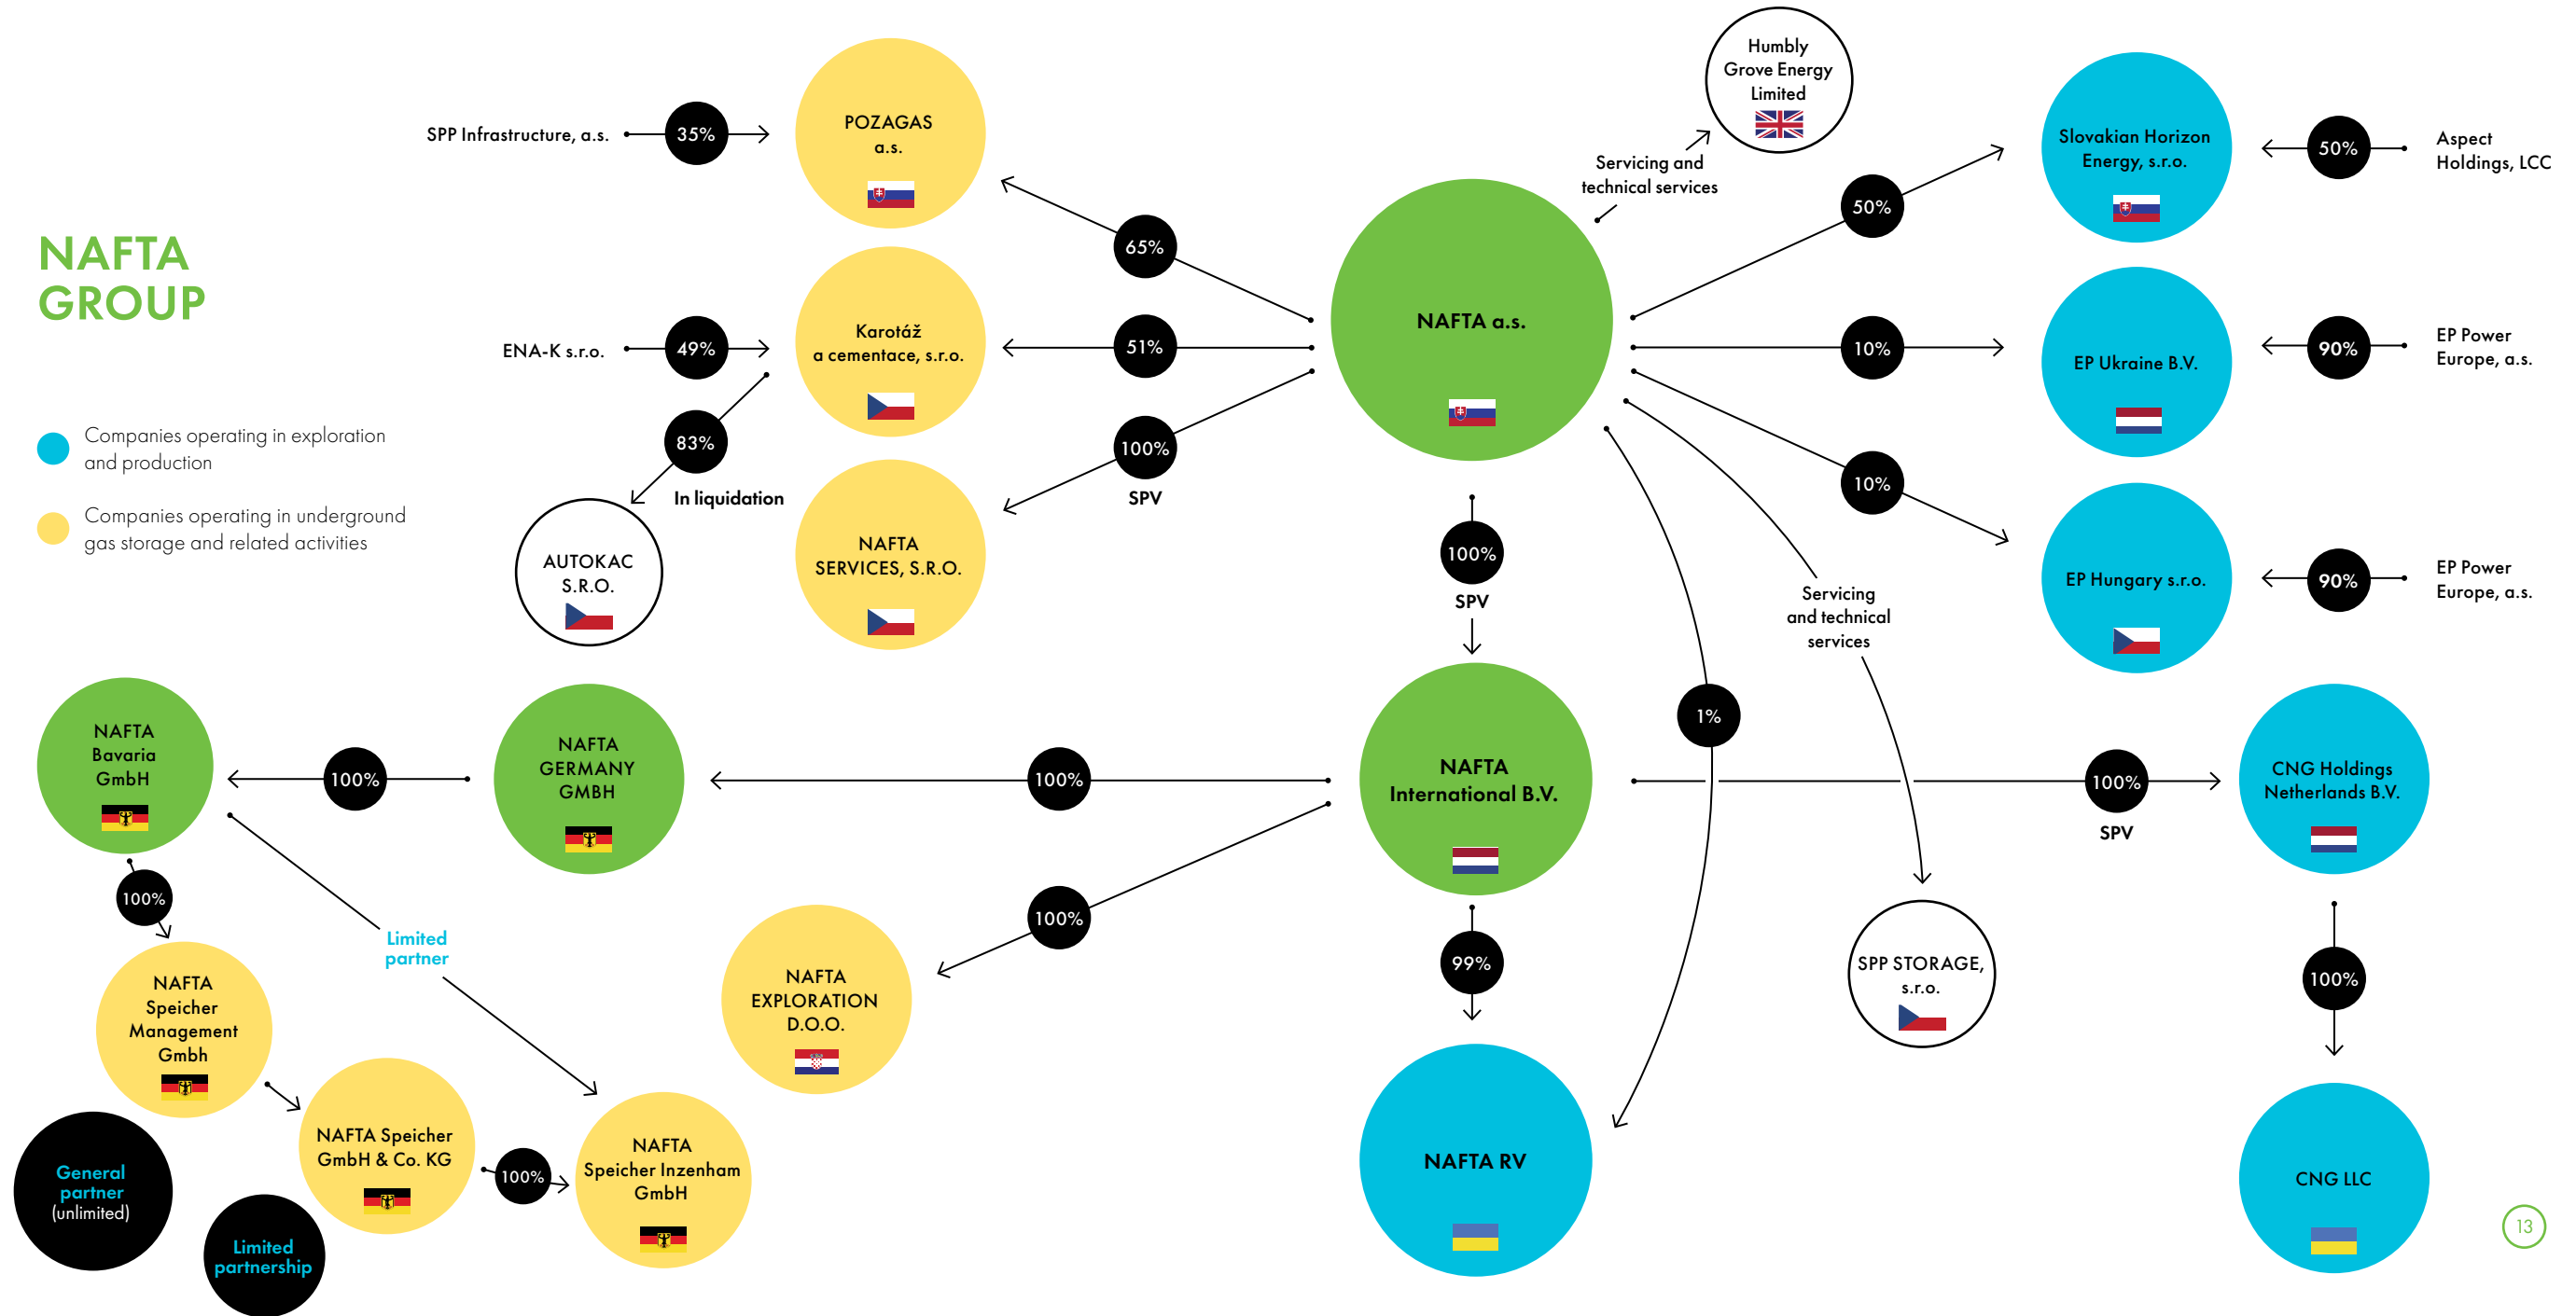 NAFTA
GROUP
Companies operating in exploration
and production
Companies operating in underground
gas storage and related activities
SPP Infrastructure, a.s.
35%
POZAGAS
a.s.
65%
ENA-K s.r.o.
49%
Karotáž
a cementace, s.r.o.
51%
83%
In liquidation
AUTOKAC
S.R.O.
NAFTA
SERVICES, S.R.O.
100%
SPV
NAFTA a.s.
Servicing and
technical services
Humbly
Grove Energy
Limited
50%
Slovakian Horizon
Energy, s.r.o.
50%
Aspect
Holdings, LCC
10%
EP Ukraine B.V.
90%
EP Power
Europe, a.s.
10%
EP Hungary s.r.o.
90%
EP Power
Europe, a.s.
100%
SPV
Servicing
and technical
services
1%
NAFTA
Bavaria
GmbH
100%
NAFTA
GERMANY
GMBH
100%
NAFTA
International B.V.
100%
SPV
CNG Holdings
Netherlands B.V.
100%
Limited
partner
100%
99%
100%
NAFTA
Speicher
Management
Gmbh
NAFTA
EXPLORATION
D.O.O.
SPP STORAGE,
s.r.o.
General
partner
(unlimited)
NAFTA Speicher
GmbH & Co. KG
100%
NAFTA
Speicher Inzenham
GmbH
Limited
partnership
NAFTA RV
CNG LLC
13